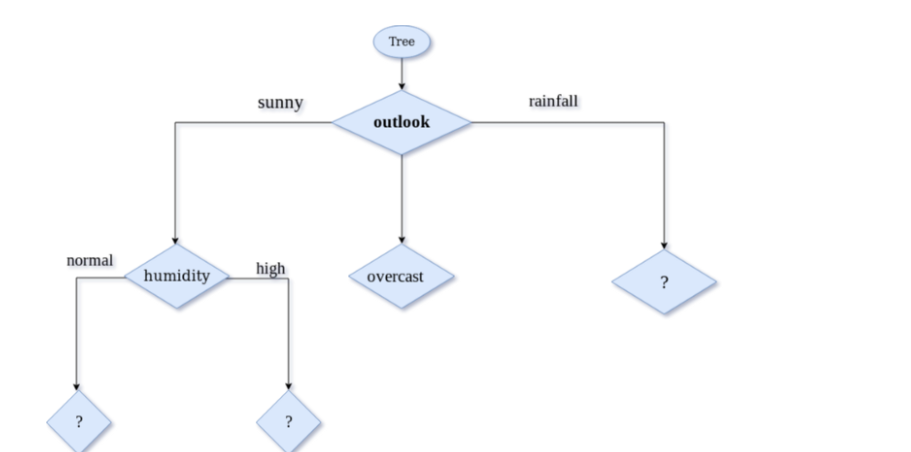 Tree
sunny
rainfall
outlook
normal
high
humidity
overcast
?
?
?